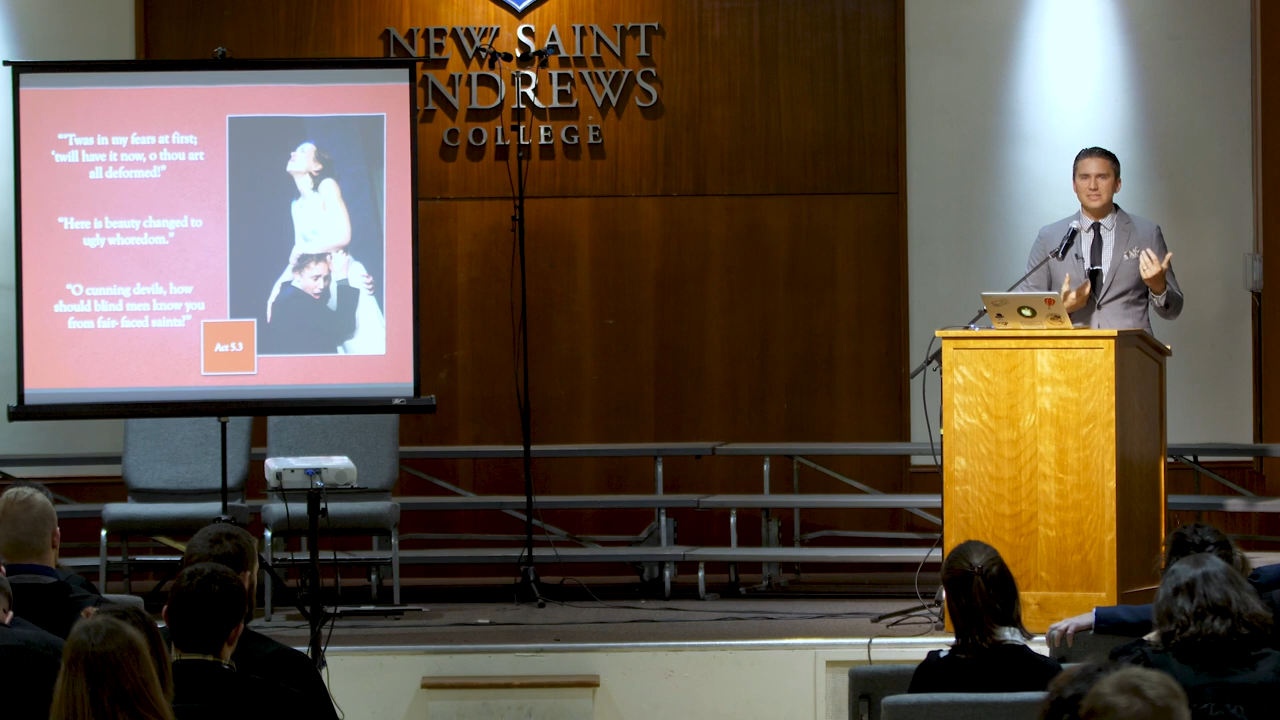 NEW SAINT
ANDREWS
COLLEGE
“‘Twas in my fears at first;
‘twill have it now, o thou art
all deformed!”
“Here is beauty changed to
ugly whoredom.”
“O cunning devils, how
should blind men know you
from fair- faced saints!”
Act 5.3